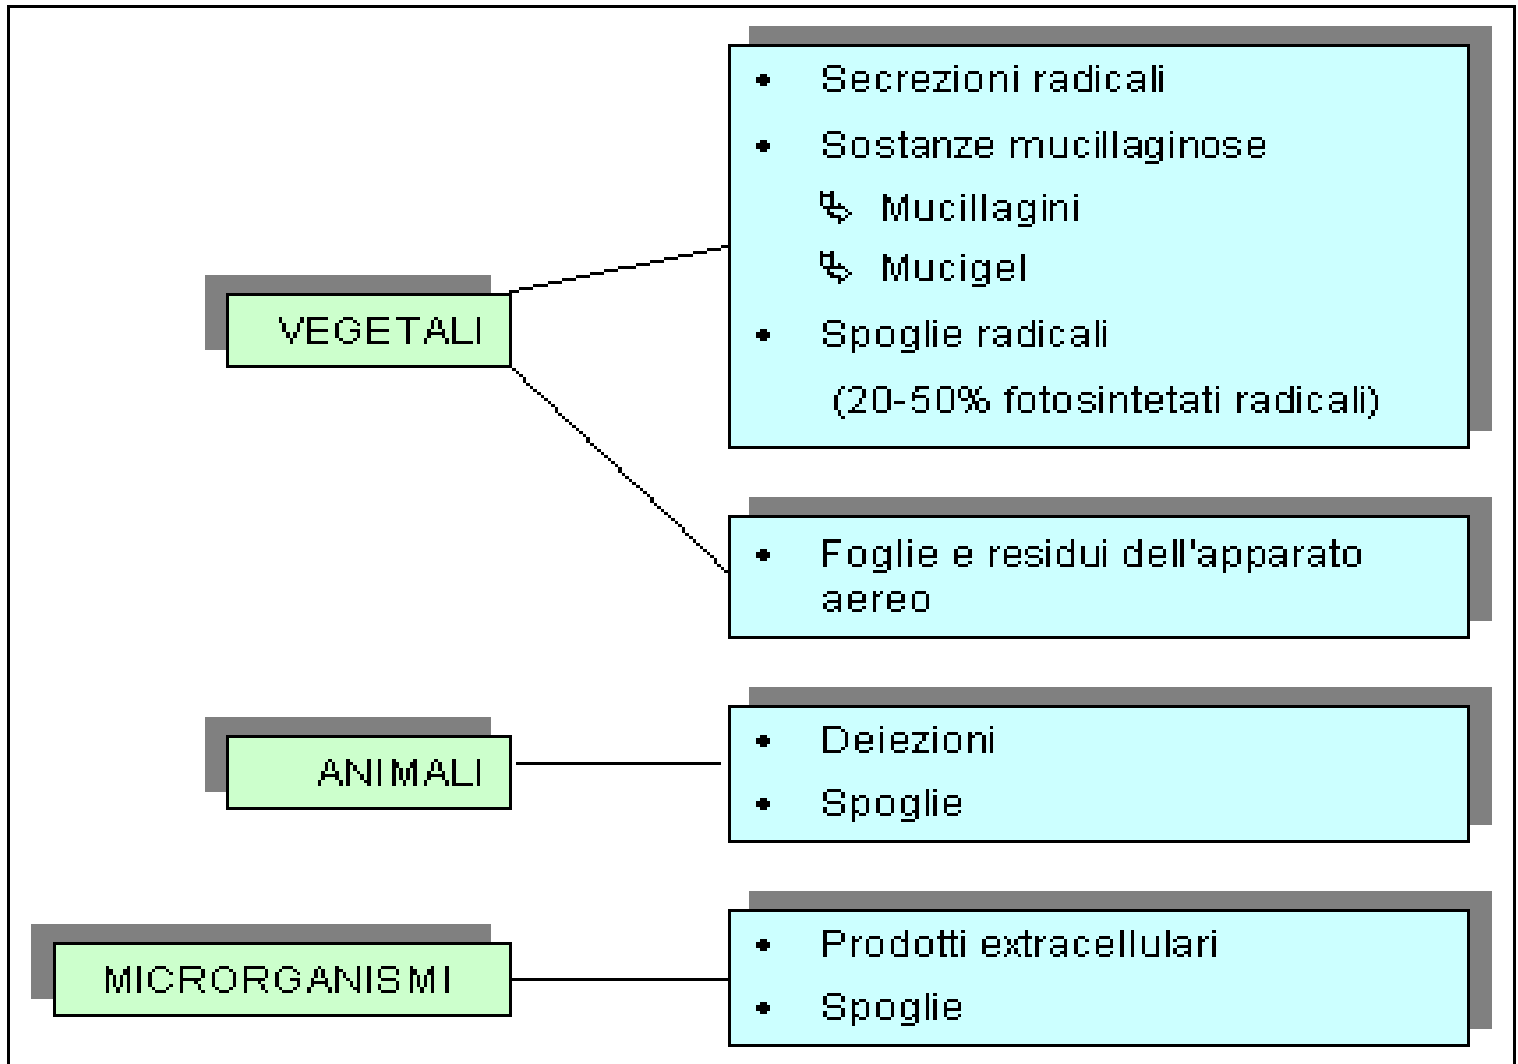 VEGETALI
• Secrezioni radicali
• Sostanze mucillaginose
Mucillagini
Mucigel
• Spoglie radicali
(20-50% fotosintetati radicali)
• Foglie e residui dell'apparato
aereo
ANIMALI
• Deiezioni
• Spoglie
MICRORGANISMI
• Prodotti extracellulari
• Spoglie